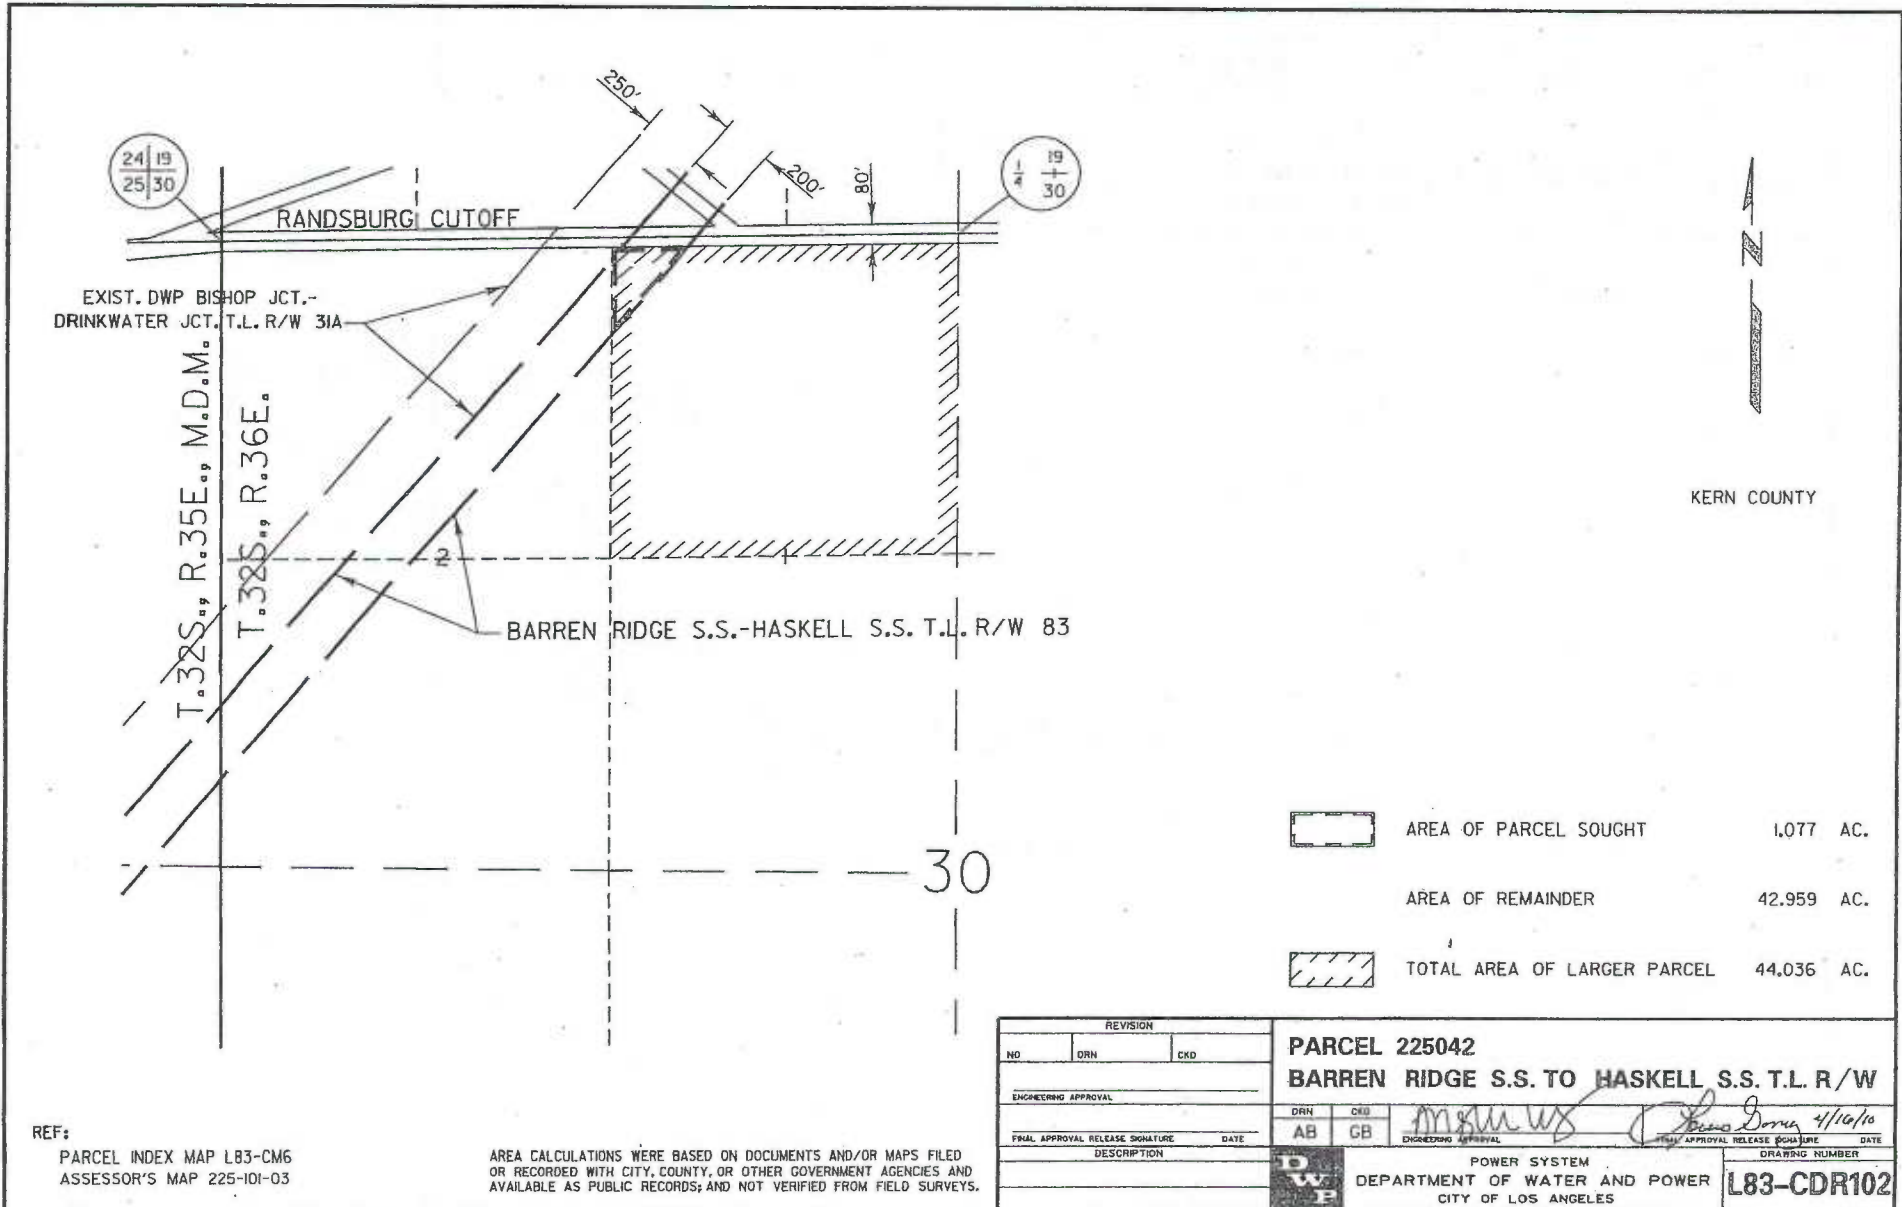 250'
200'
80'
24 19
25 30
1/4 19
30
RANDSBURG CUTOFF
EXIST. DWP BISHOP JCT.-
DRINKWATER JCT. T.L. R/W 31A
T.32S., R.35E., M.D.M.
T.32S., R.36E.
N
KERN COUNTY
2
BARREN RIDGE S.S.-HASKELL S.S. T.L. R/W 83
30
AREA OF PARCEL SOUGHT 1.077 AC.
AREA OF REMAINDER 42.959 AC.
TOTAL AREA OF LARGER PARCEL 44.036 AC.
REVISION
NO DRN CKD
ENGINEERING APPROVAL
FINAL APPROVAL RELEASE SIGNATURE DATE
DESCRIPTION
PARCEL 225042
BARREN RIDGE S.S. TO HASKELL S.S. T.L. R/W
DRN CKD
AB GB
ENGINEERING APPROVAL
4/16/10
FINAL APPROVAL RELEASE SIGNATURE DATE
DWP
POWER SYSTEM
DEPARTMENT OF WATER AND POWER
CITY OF LOS ANGELES
DRAWING NUMBER
L83-CDR102
REF:
PARCEL INDEX MAP L83-CM6
ASSESSOR'S MAP 225-101-03
AREA CALCULATIONS WERE BASED ON DOCUMENTS AND/OR MAPS FILED
OR RECORDED WITH CITY, COUNTY, OR OTHER GOVERNMENT AGENCIES AND
AVAILABLE AS PUBLIC RECORDS; AND NOT VERIFIED FROM FIELD SURVEYS.